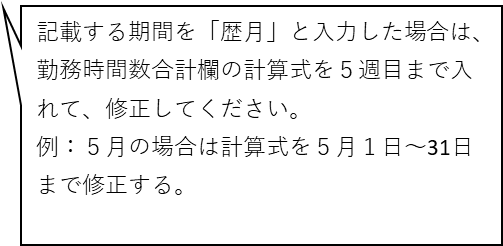 記載する期間を「歴月」と入力した場合は、
勤務時間数合計欄の計算式を５週目まで入
れて、修正してください。
例：５月の場合は計算式を５月１日～31日
まで修正する。